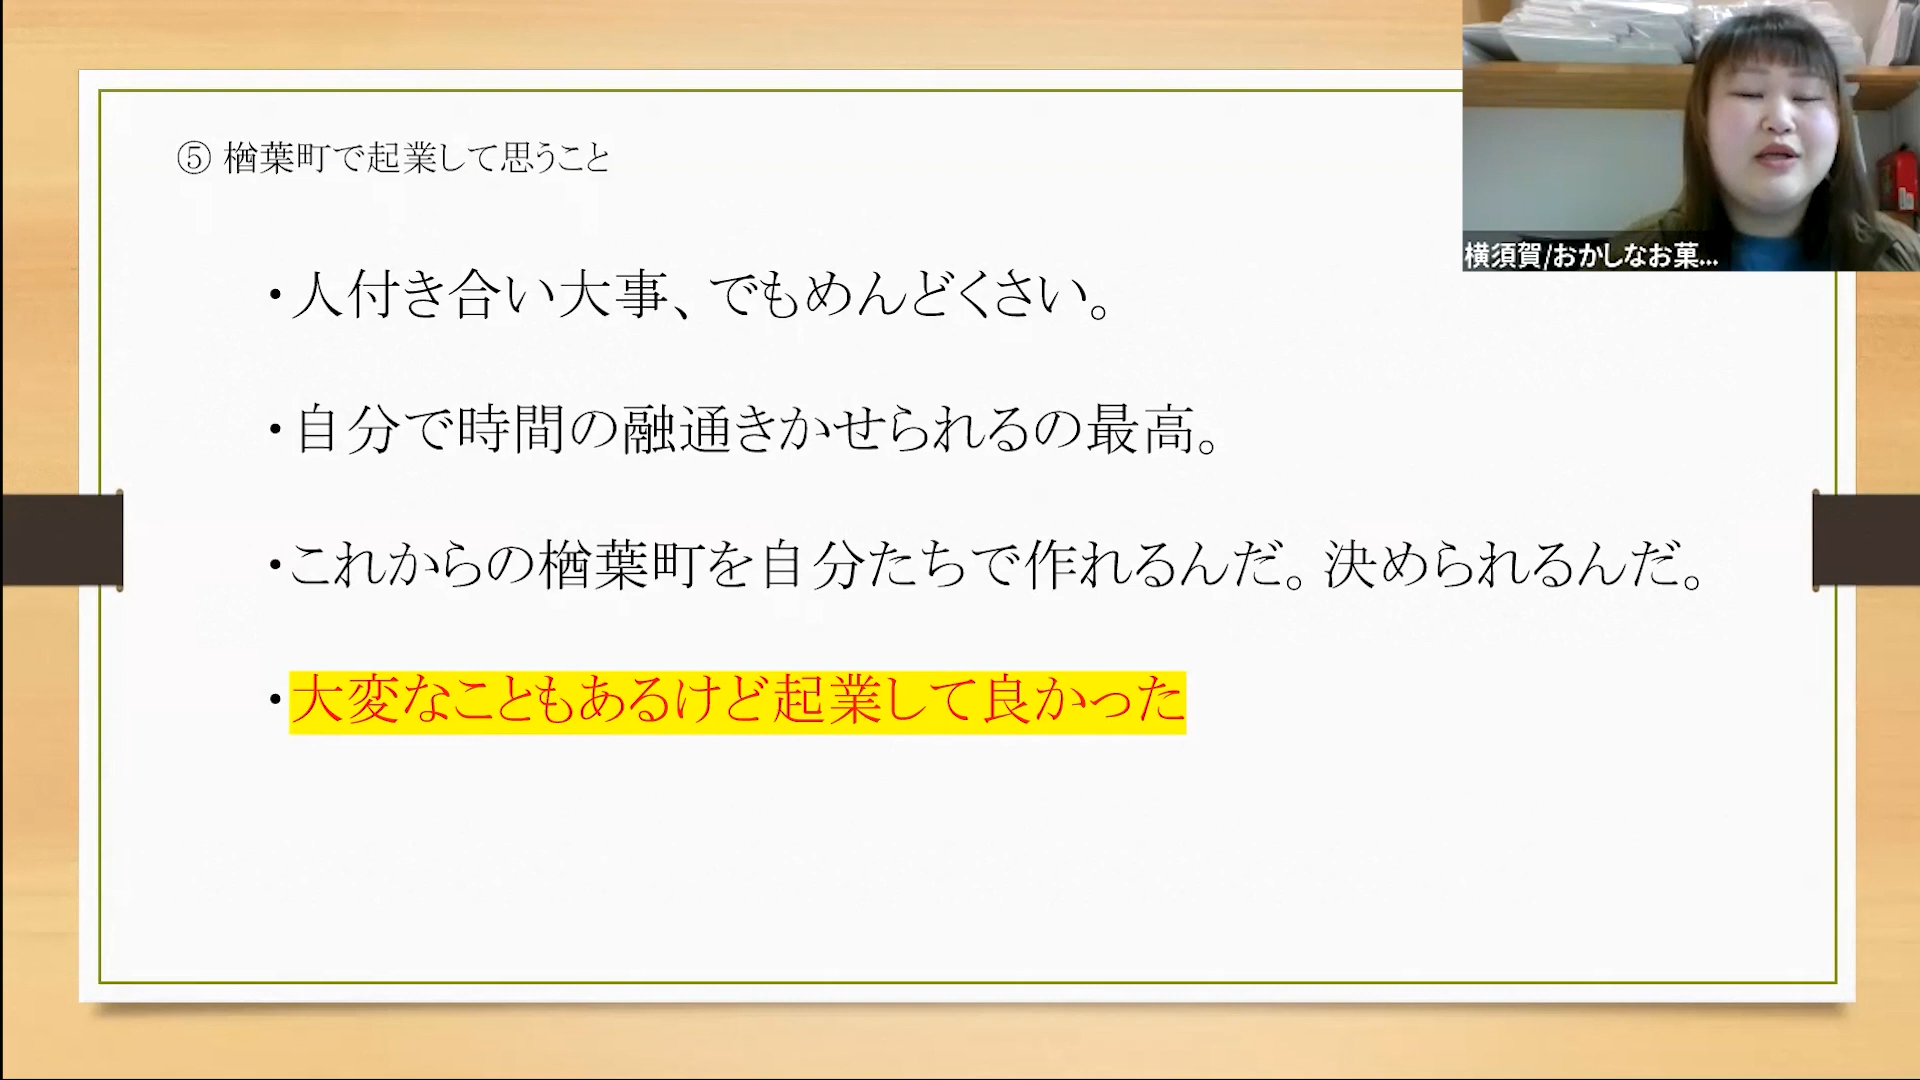 ⑤ 楢葉町で起業して思うこと
・人付き合い大事、でもめんどくさい。
・自分で時間の融通きかせられるの最高。
・これからの楢葉町を自分たちで作れるんだ。決められるんだ。
・大変なこともあるけど起業して良かった
横須賀/おかしなお菓...